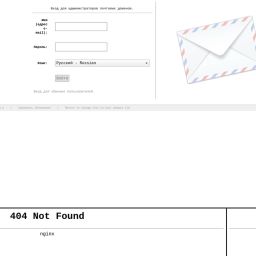 Вход для администраторов почтовых доменов.
Имя
(адрес
e-
mail):
Пароль:
Язык:
Русский - Russian
Войти
Вход для обычных пользователей.
404 Not Found
nginx